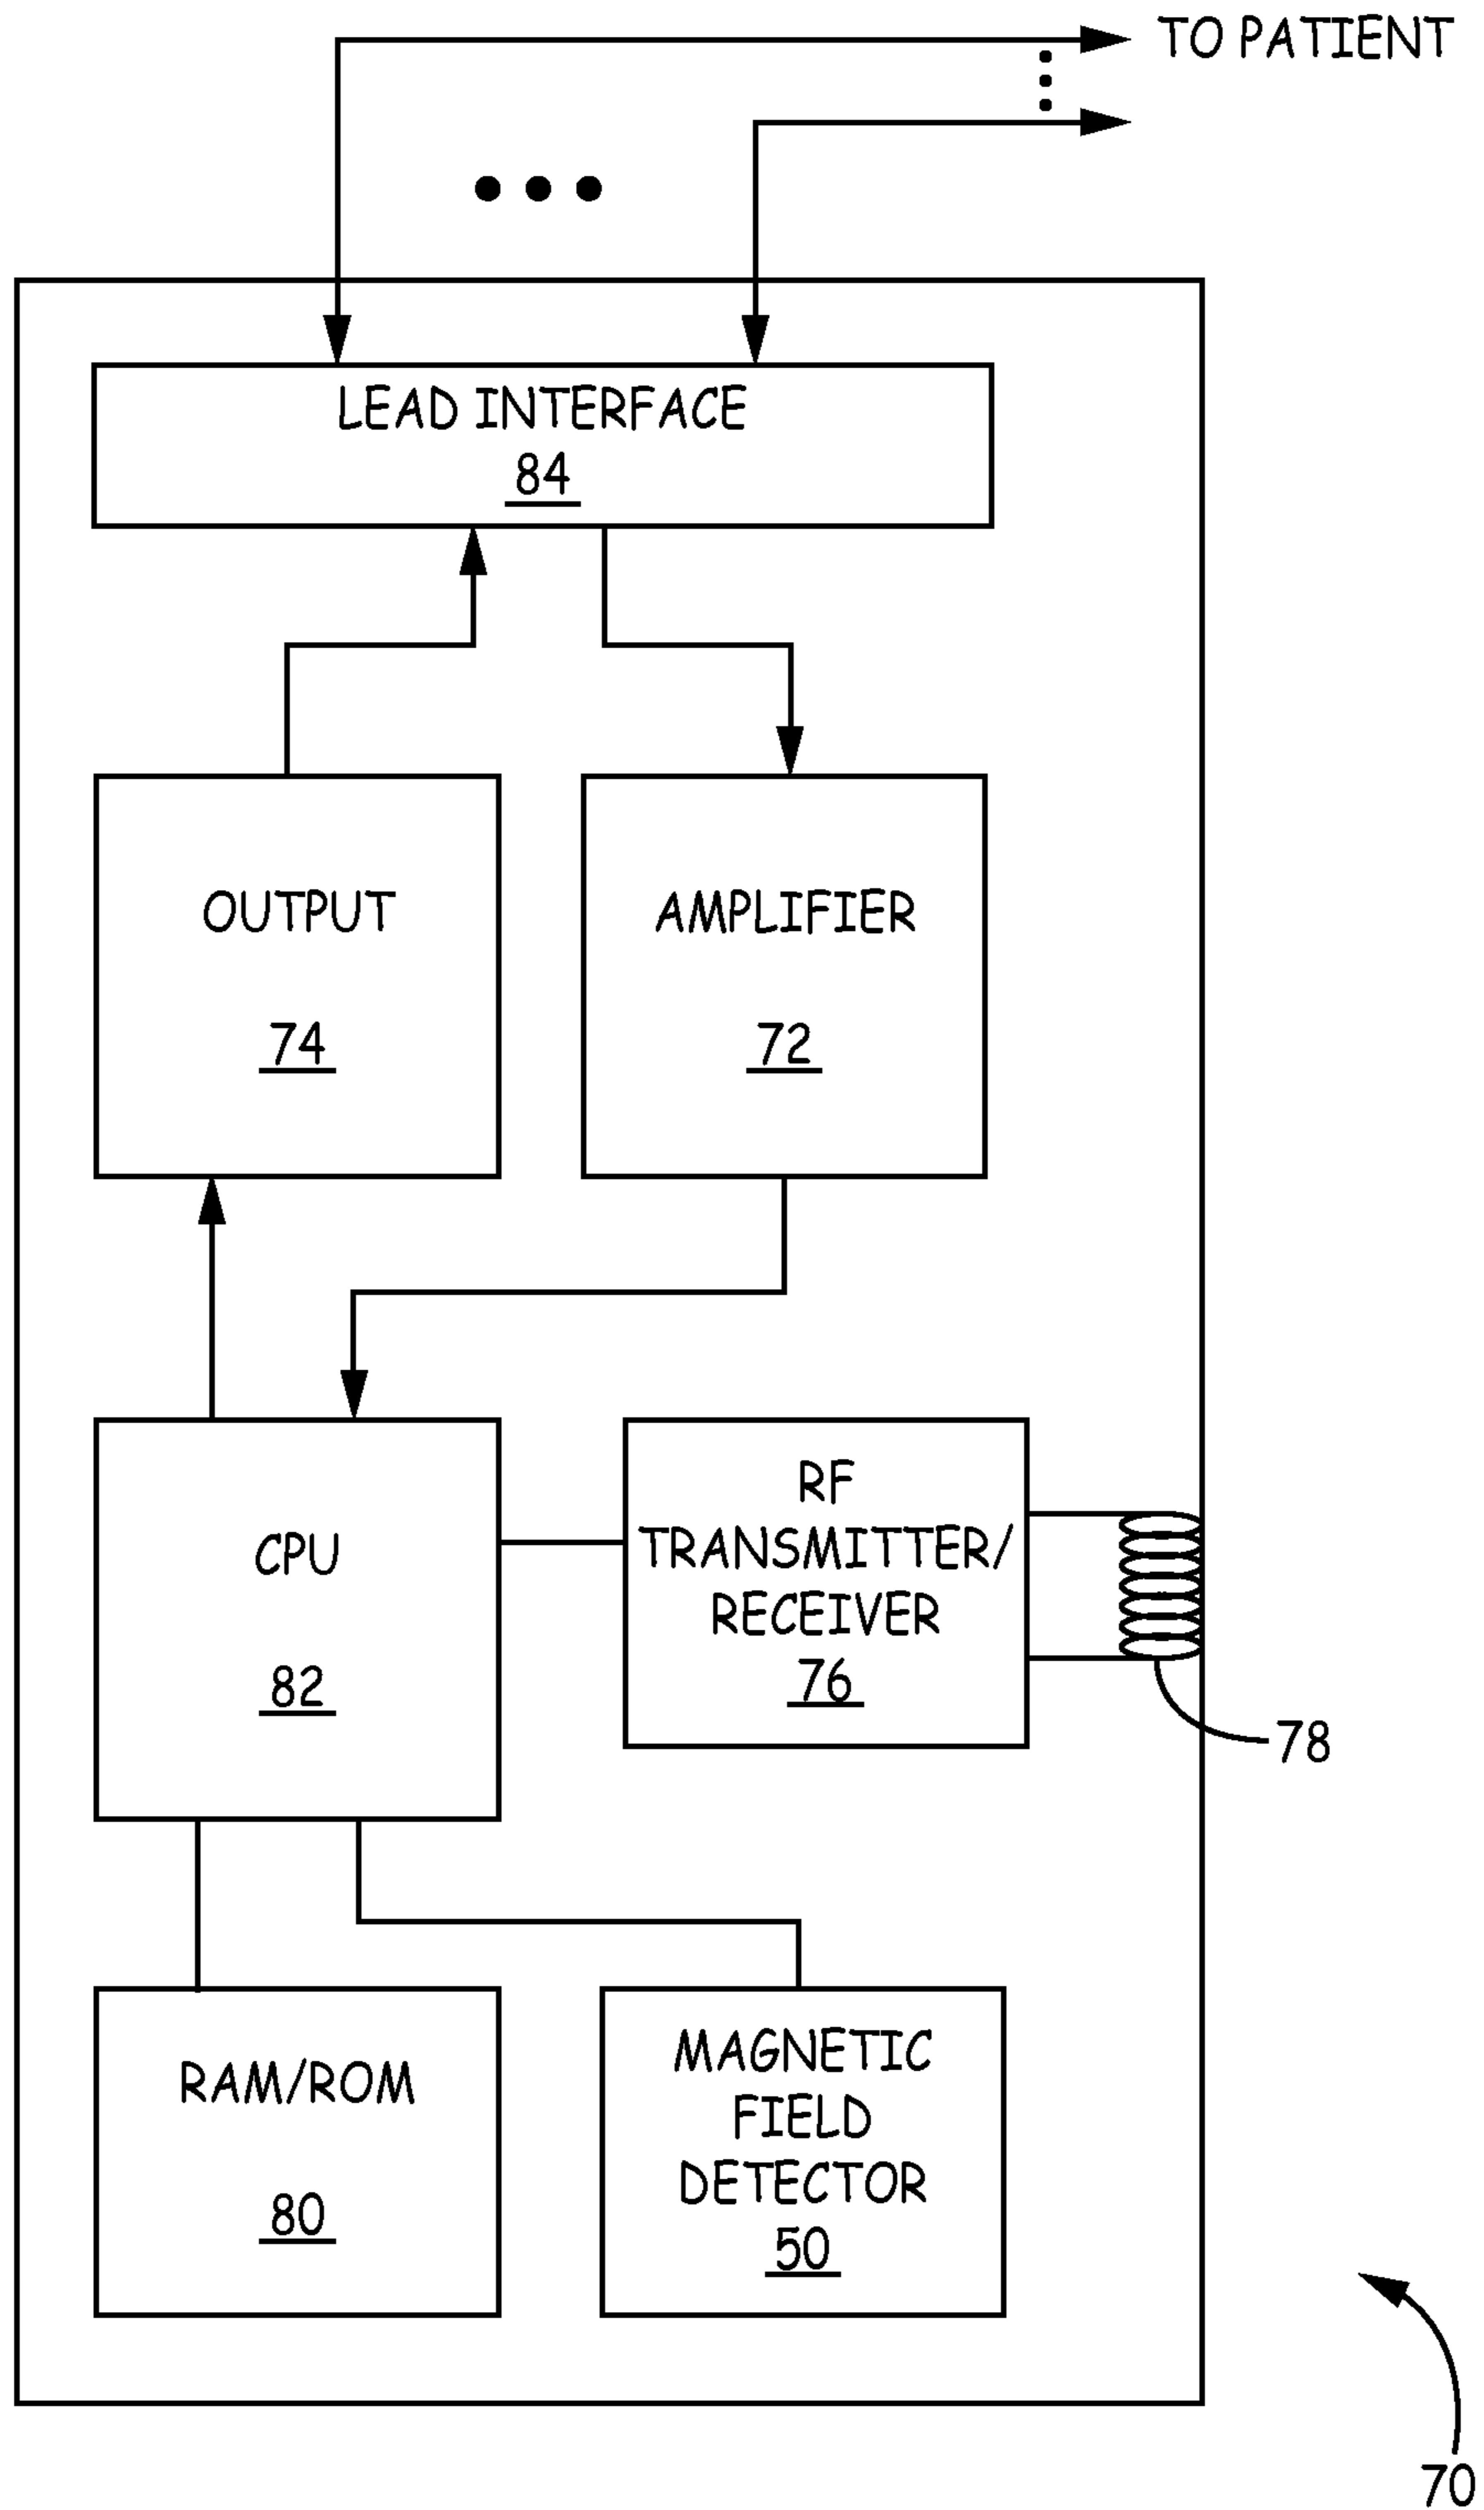 TO PATIENT
LEAD INTERFACE
84
OUTPUT
74
AMPLIFIER
72
CPU
82
RF
TRANSMITTER/
RECEIVER
76
78
RAM/ROM
80
MAGNETIC
FIELD
DETECTOR
50
70